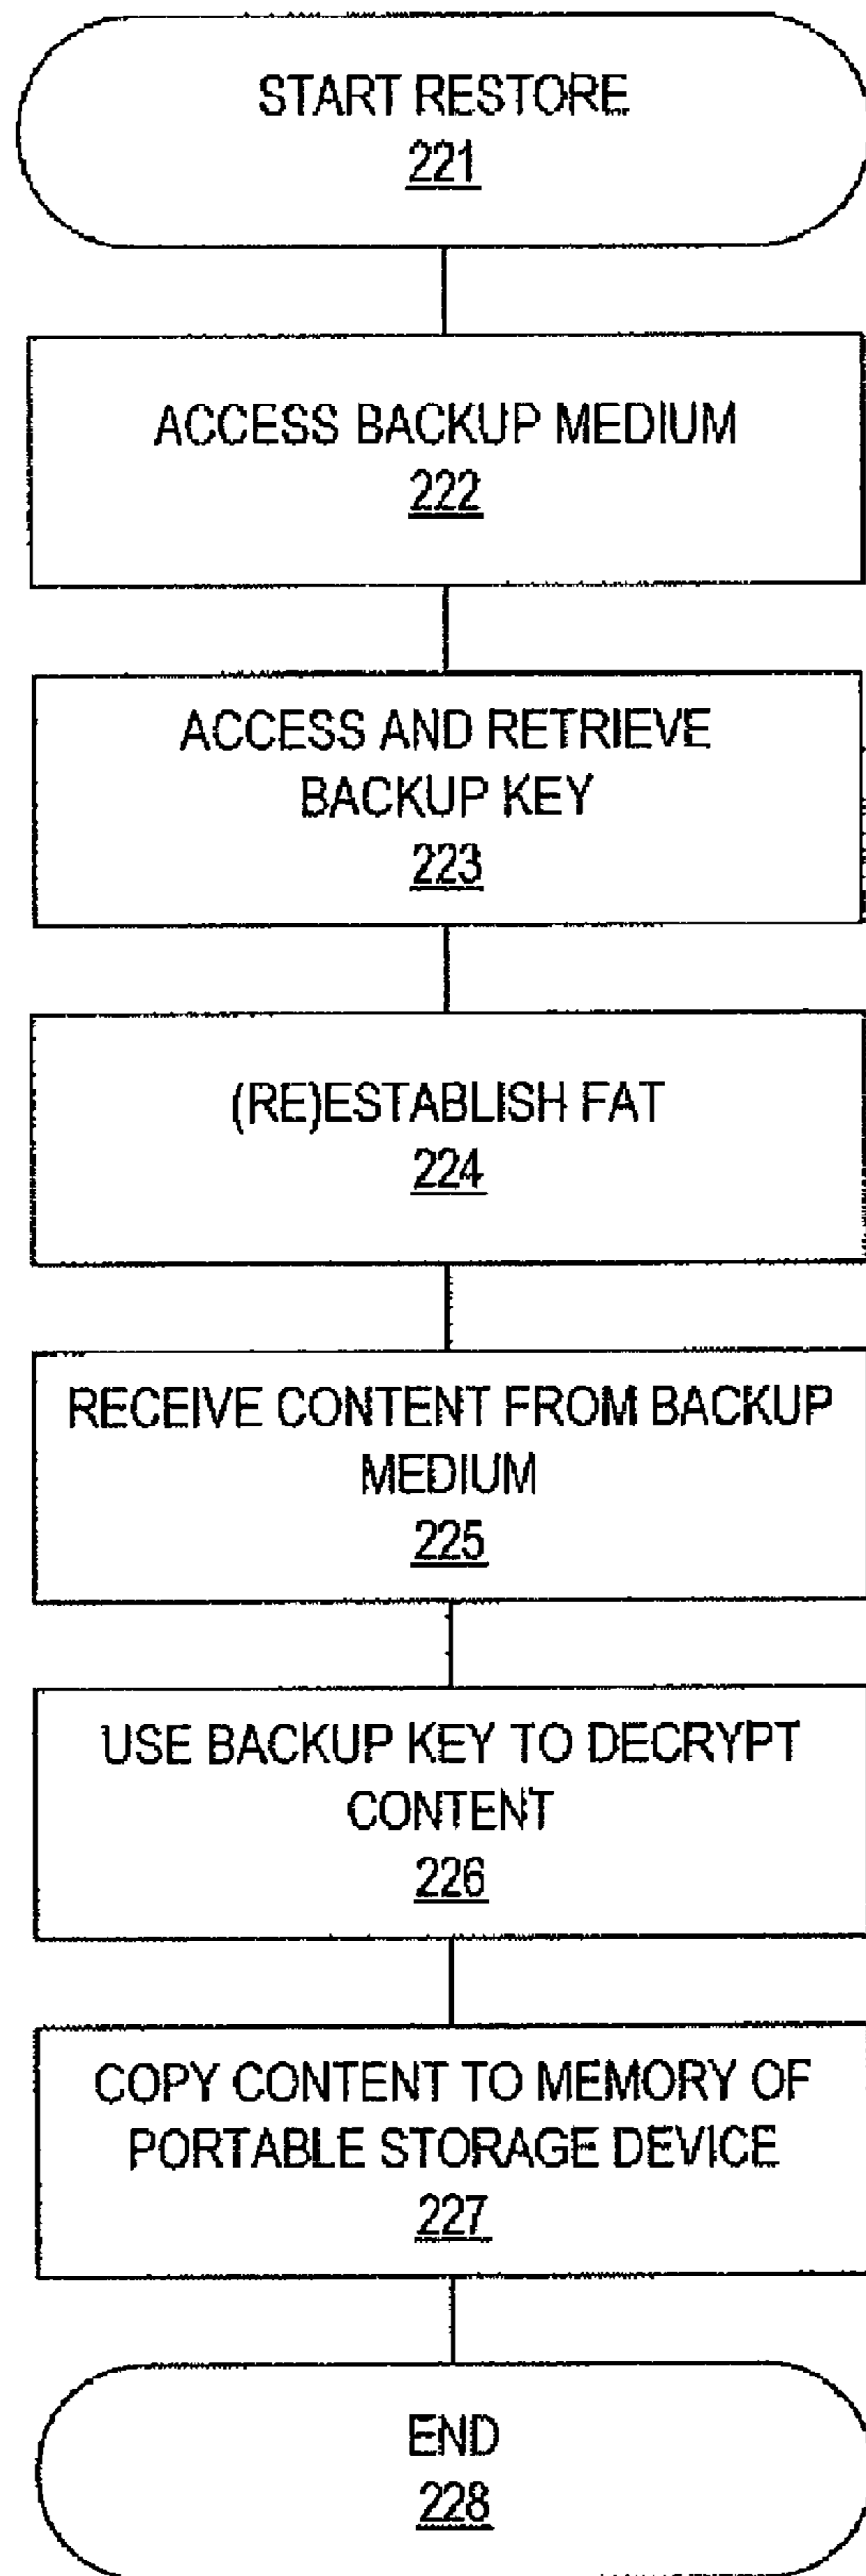 START RESTORE
221
ACCESS BACKUP MEDIUM
222
ACCESS AND RETRIEVE
BACKUP KEY
223
(RE)ESTABLISH FAT
224
RECEIVE CONTENT FROM BACKUP
MEDIUM
225
USE BACKUP KEY TO DECRYPT
CONTENT
226
COPY CONTENT TO MEMORY OF
PORTABLE STORAGE DEVICE
227
END
228